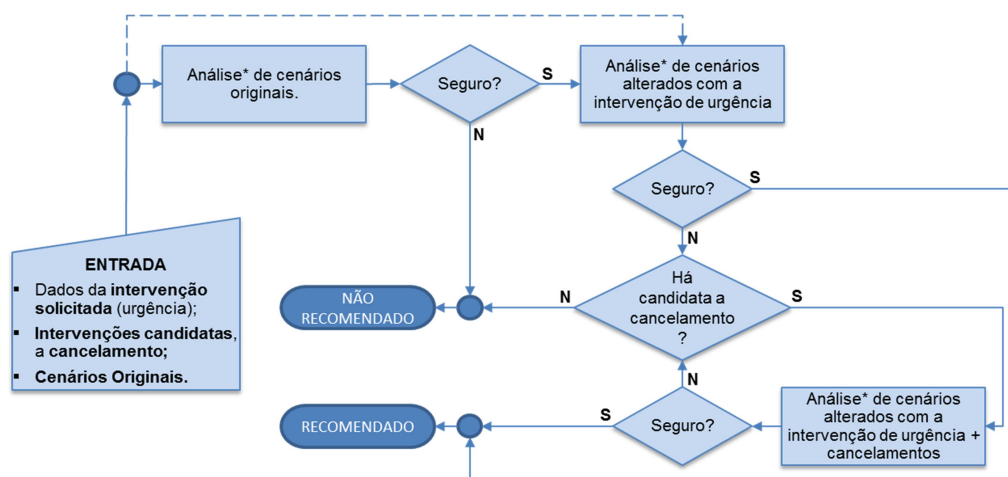 Análise* de cenários
originais.
Seguro?
S
N
Análise* de cenários
alterados com a
intervenção de urgência
Seguro?
S
N
ENTRADA
▪ Dados da intervenção
solicitada (urgência);
▪ Intervenções candidatas,
a cancelamento;
▪ Cenários Originais.
NÃO
RECOMENDADO
N
Há
candidata a
cancelamento
?
S
N
RECOMENDADO
S
Seguro?
Análise* de cenários
alterados com a
intervenção de urgência +
cancelamentos